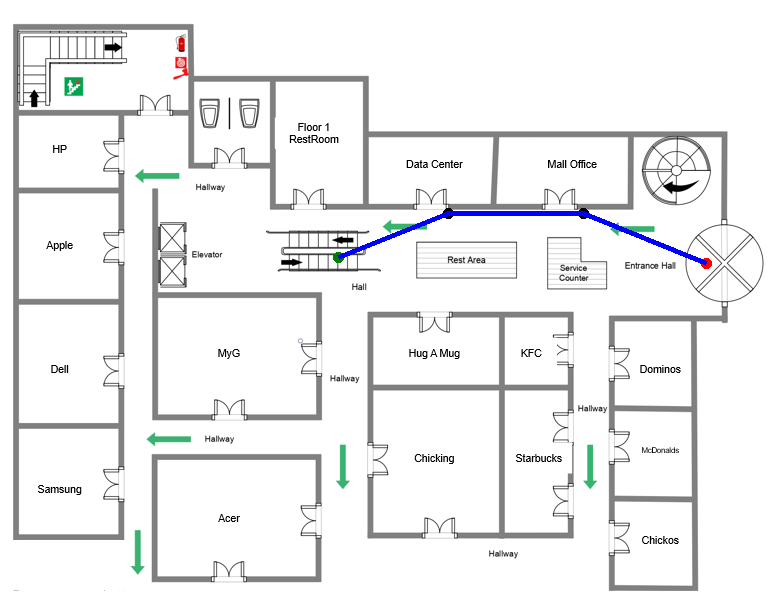 Floor 1
RestRoom
HP
Data Center
Mall Office
Hallway
Apple
Elevator
Rest Area
Service
Counter
Entrance Hall
Hall
MyG
Hug A Mug
KFC
Dell
Dominos
Hallway
Hallway
Hallway
Chicking
Starbucks
McDonalds
Samsung
Acer
Chickos
Hallway